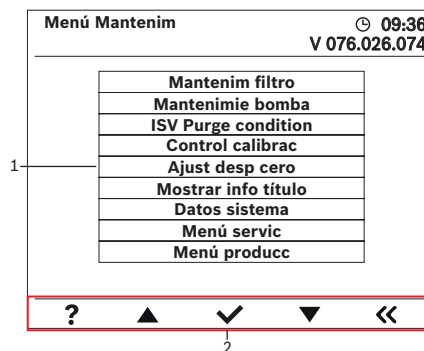 Menú Mantenim 09:36
V 076.026.074
Mantenim filtro
Mantenimie bomba
ISV Purge condition
Control calibrac
1 Ajust desp cero
Mostrar info título
Datos sistema
Menú servic
Menú producc
?
2